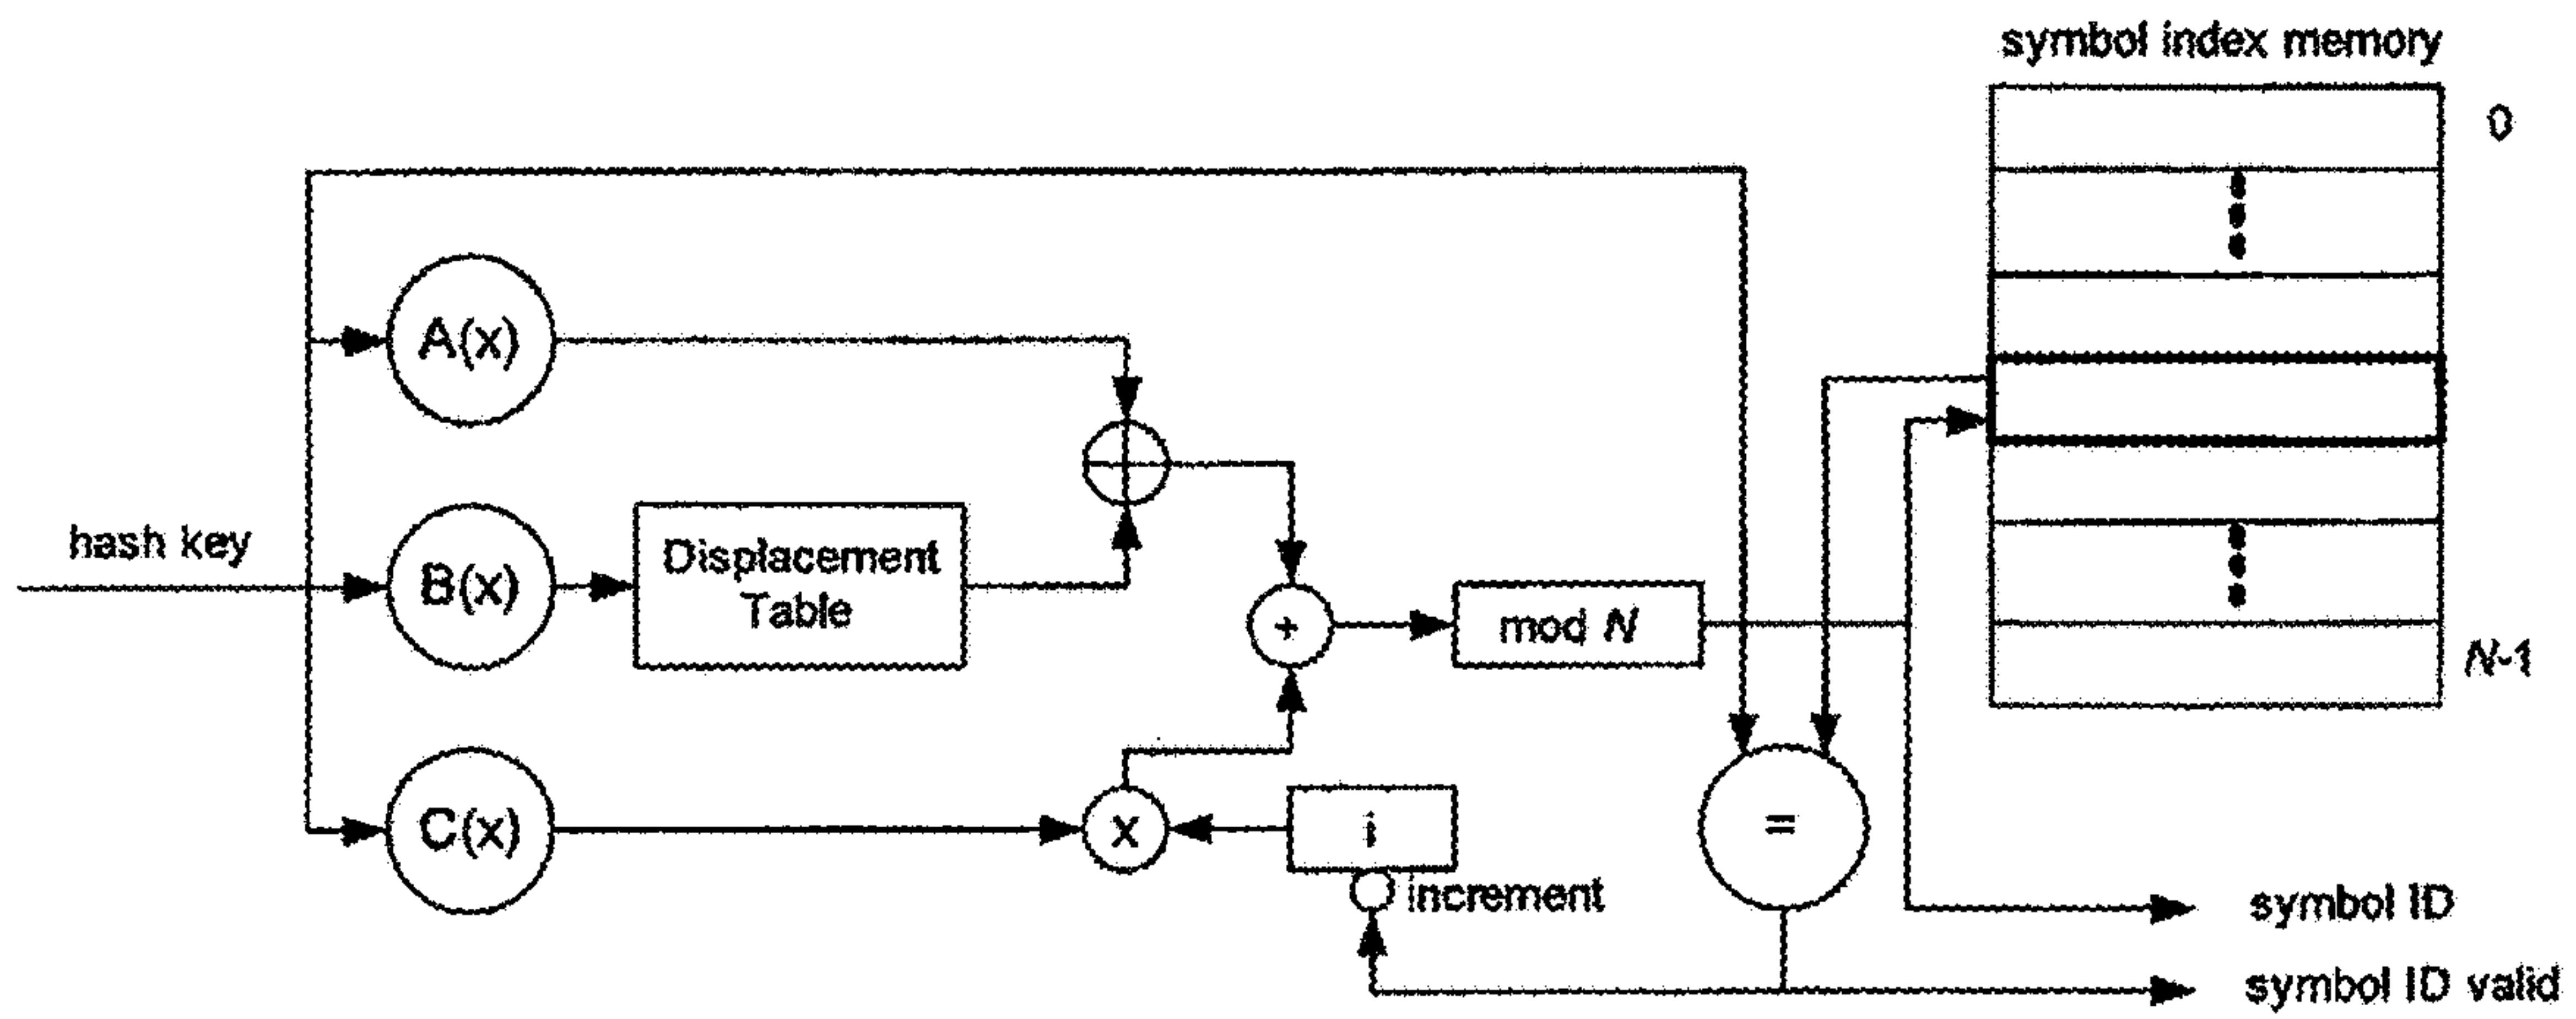 symbol index memory
0
A(x)
hash key
B(x)
Displacement
Table
+
mod N
N-1
C(x)
x
i
=
increment
symbol ID
symbol ID valid